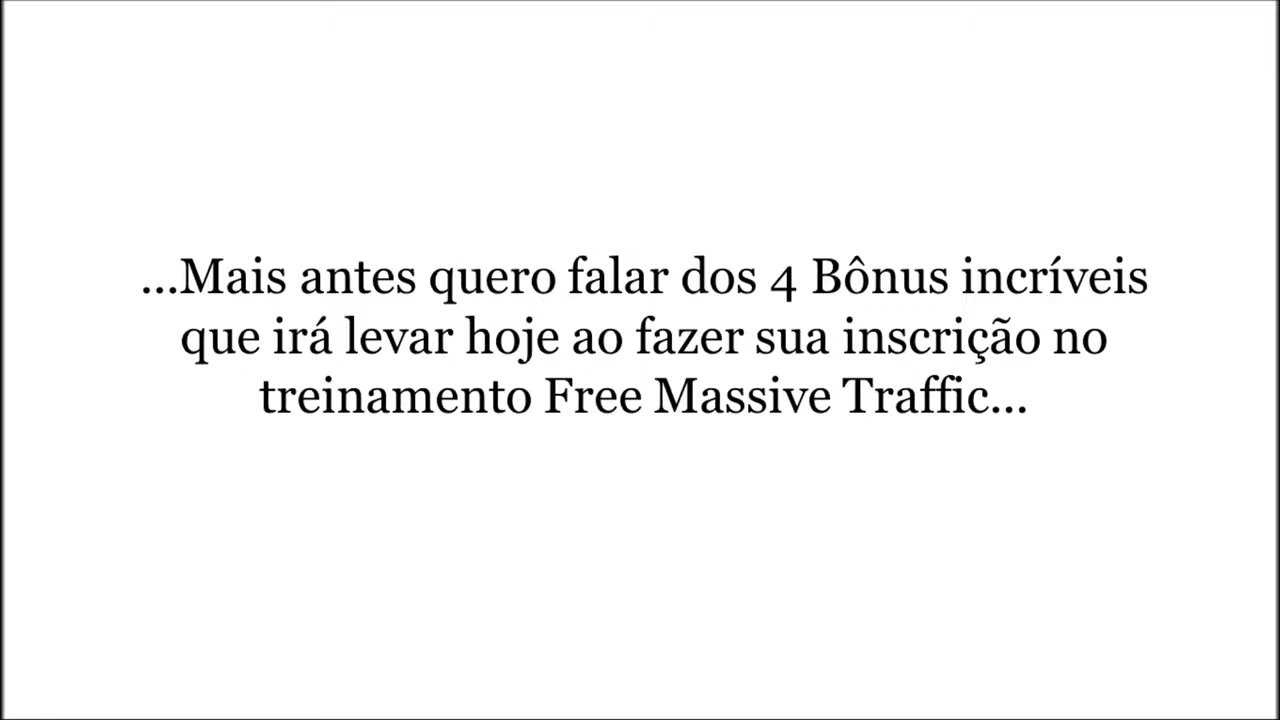 ...Mais antes quero falar dos 4 Bônus incríveis
que irá levar hoje ao fazer sua inscrição no
treinamento Free Massive Traffic...